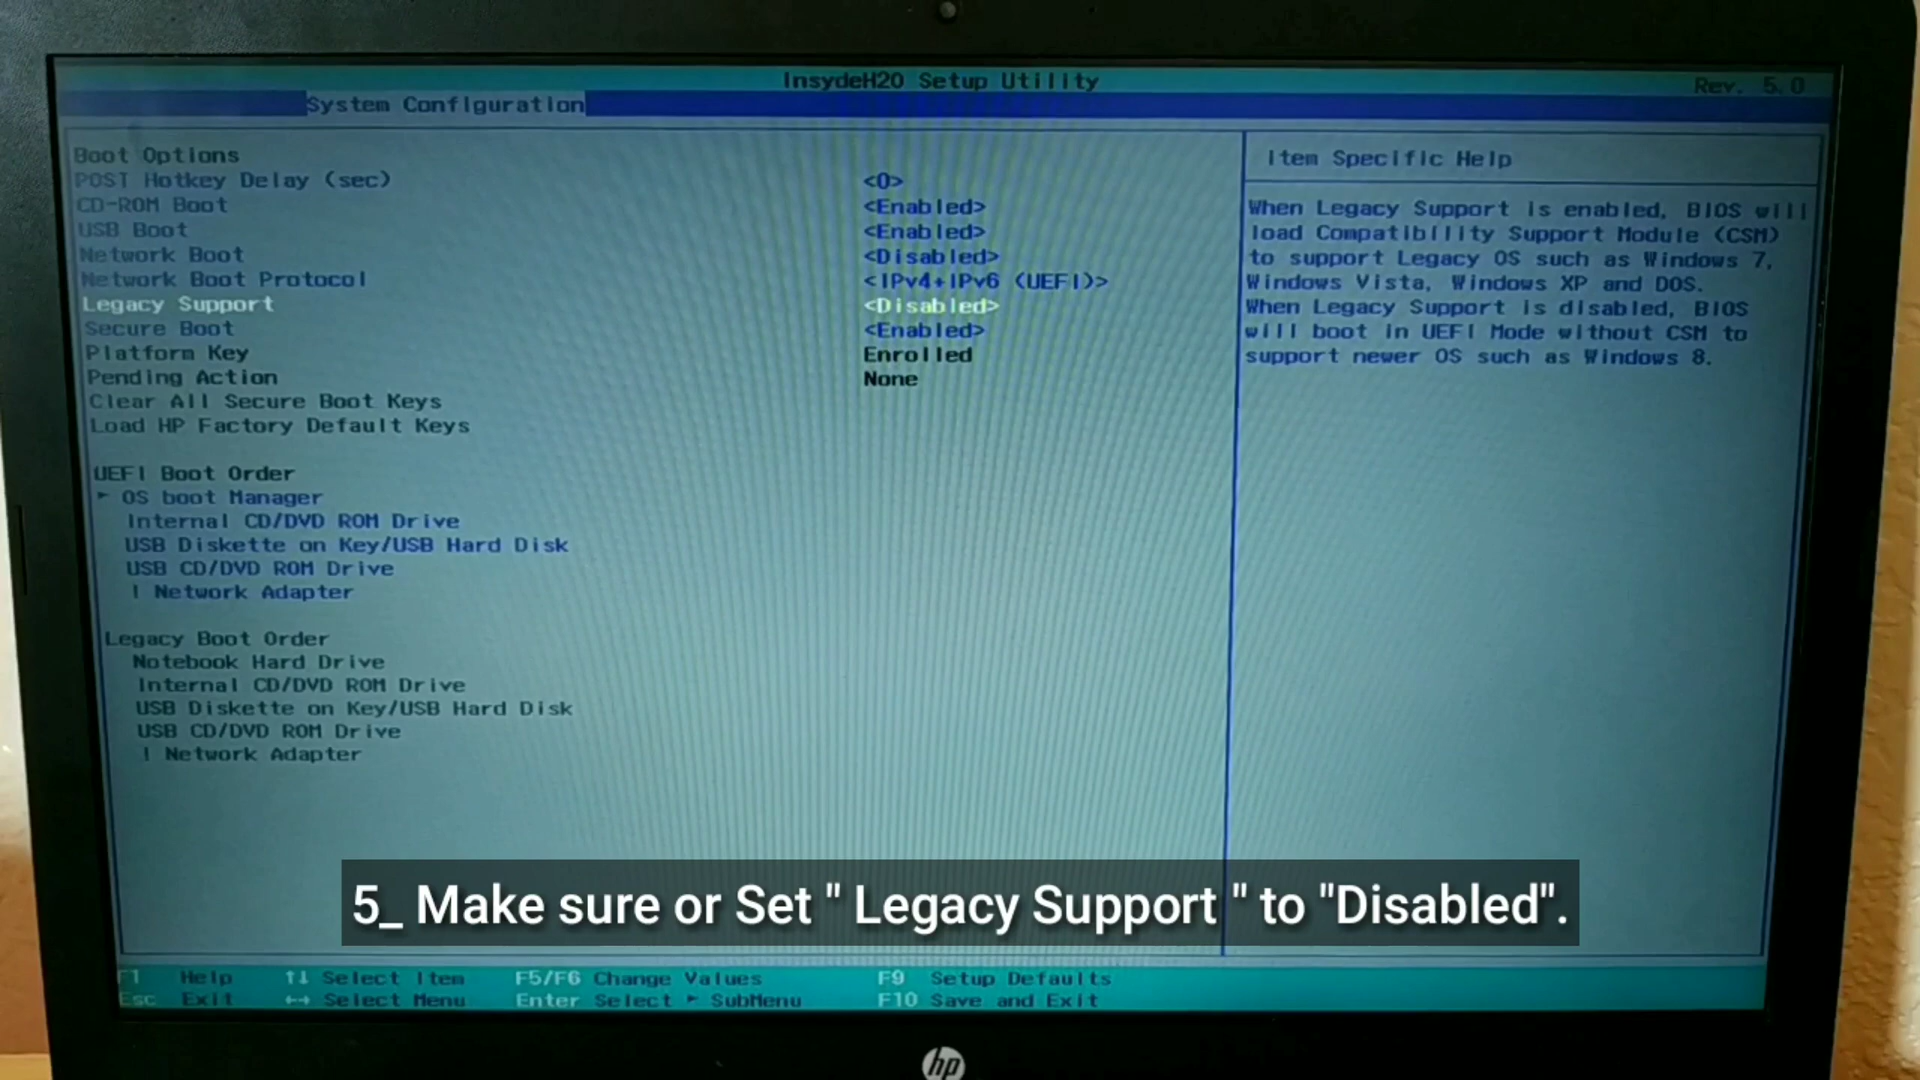 InsydeH20 Setup Utility
Rev. 5.0
System Configuration
Boot Options
POST Hotkey Delay (sec) <0>
CD-ROM Boot <Enabled>
USB Boot <Enabled>
Network Boot <Disabled>
Network Boot Protocol <IPv4+IPv6 (UEFI)>
Legacy Support <Disabled>
Secure Boot <Enabled>
Platform Key Enrolled
Pending Action None
Clear All Secure Boot Keys
Load HP Factory Default Keys
UEFI Boot Order
► OS boot Manager
Internal CD/DVD ROM Drive
USB Diskette on Key/USB Hard Disk
USB CD/DVD ROM Drive
! Network Adapter
Legacy Boot Order
Notebook Hard Drive
Internal CD/DVD ROM Drive
USB Diskette on Key/USB Hard Disk
USB CD/DVD ROM Drive
! Network Adapter
Item Specific Help
When Legacy Support is enabled, BIOS will
load Compatibility Support Module (CSM)
to support Legacy OS such as Windows 7,
Windows Vista, Windows XP and DOS.
When Legacy Support is disabled, BIOS
will boot in UEFI Mode without CSM to
support newer OS such as Windows 8.
5_ Make sure or Set " Legacy Support " to "Disabled".
F1 Help ↑↓ Select Item F5/F6 Change Values F9 Setup Defaults
Esc Exit ↔ Select Menu Enter Select ► SubMenu F10 Save and Exit
hp